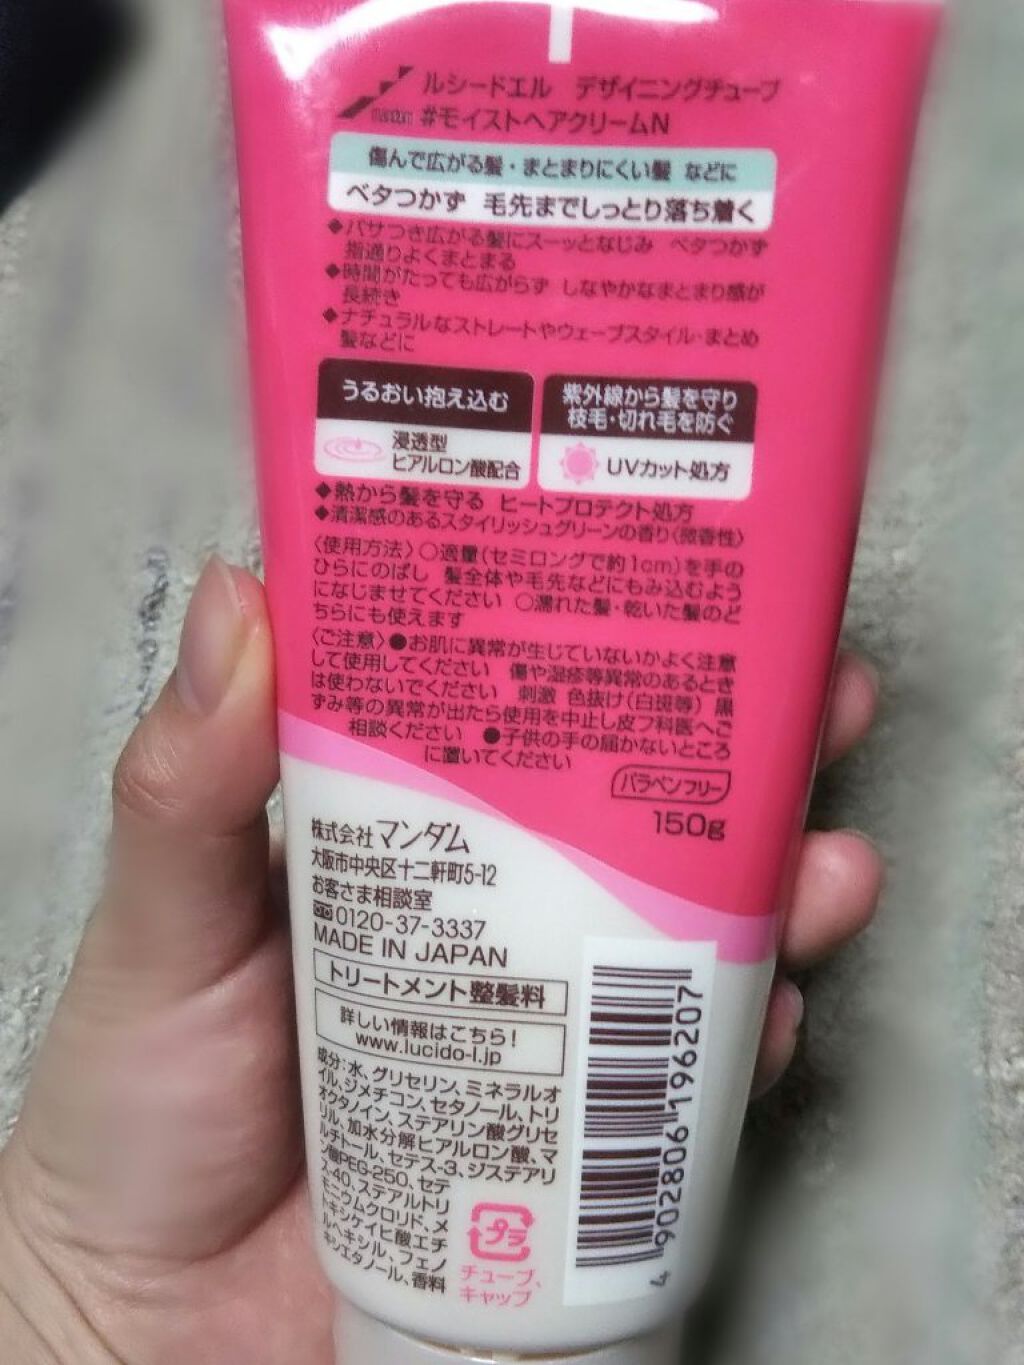 ルシードエル デザイニングチューブ
#モイストヘアクリームN
傷んで広がる髪・まとまりにくい髪 などに
ベタつかず 毛先までしっとり落ち着く
◆パサつき広がる髪にスーッとなじみ ベタつかず
指通りよくまとまる
◆時間がたっても広がらず しなやかなまとまり感が
長続き
◆ナチュラルなストレートやウェーブスタイル・まとめ
髪などに
うるおい抱え込む
浸透型
ヒアルロン酸配合
紫外線から髪を守り
枝毛・切れ毛を防ぐ
UVカット処方
◆熱から髪を守る ヒートプロテクト処方
◆清潔感のあるスタイリッシュグリーンの香り〈微香性〉
〈使用方法〉○適量(セミロングで約1cm)を手の
ひらにのばし 髪全体や毛先などにもみ込むよう
になじませてください ○濡れた髪・乾いた髪のど
ちらにも使えます
〈ご注意〉●お肌に異常が生じていないかよく注意
して使用してください 傷や湿疹等異常のあるとき
は使わないでください 刺激 色抜け(白斑等) 黒
ずみ等の異常が出たら使用を中止し皮フ科医へご
相談ください ●子供の手の届かないところ
に置いてください
パラベンフリー
150g
株式会社マンダム
大阪市中央区十二軒町5-12
お客さま相談室
0120-37-3337
MADE IN JAPAN
トリートメント整髪料
詳しい情報はこちら!
www.lucido-l.jp
成分:水、グリセリン、ミネラルオ
イル、ジメチコン、セタノール、トリ
オクタノイン、ステアリン酸グリセ
リル、加水分解ヒアルロン酸、マ
ルチトール、セテス-3、ジステアリ
ン酸PEG-250、セテ
ス-40、ステアルトリ
モニウムクロリド、メ
トキシケイヒ酸エチ
ルヘキシル、フェノ
キシエタノール、香料
プラ
チューブ、
キャップ
4 902806 196207